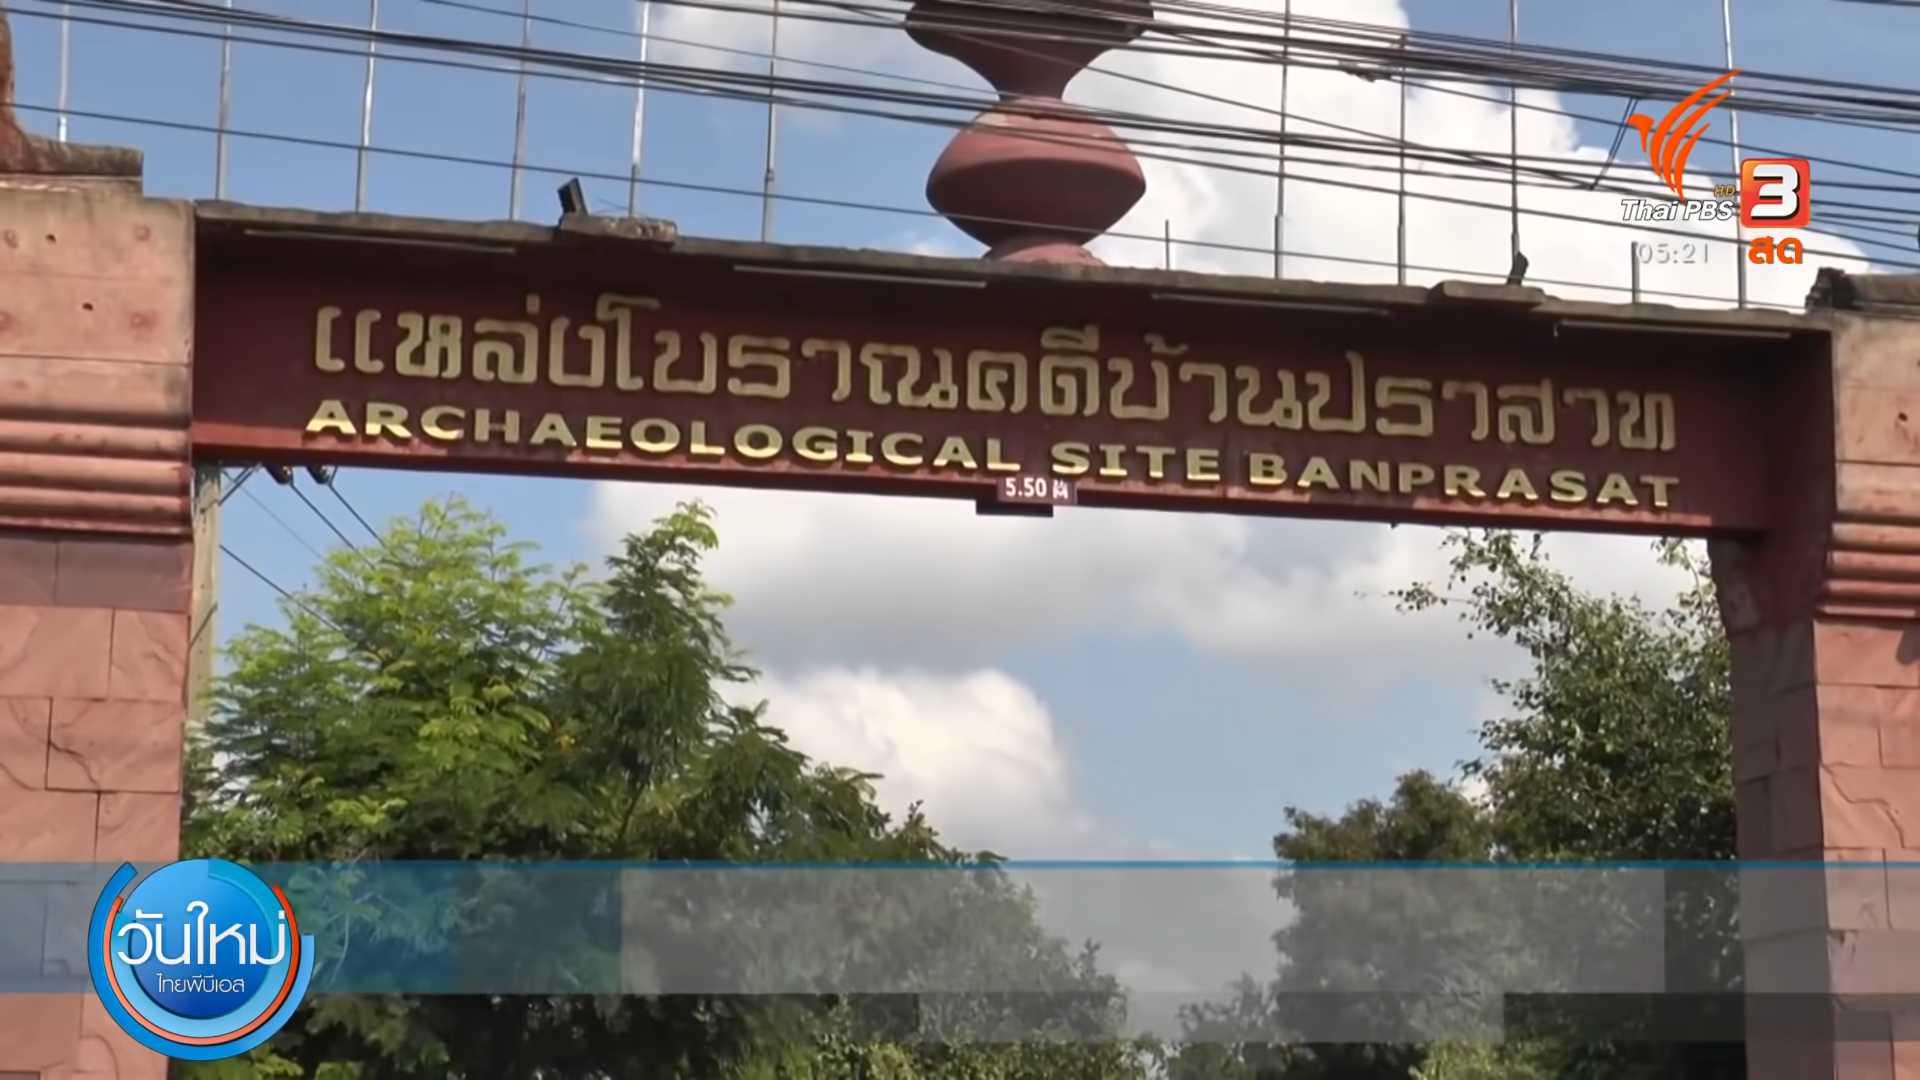 แหล่งโบราณคดีบ้านปราสาท
ARCHAEOLOGICAL SITE BANPRASAT
5.50 ม
HD
Thai PBS 3
05:21 สด
วันใหม่
ไทยพีบีเอส